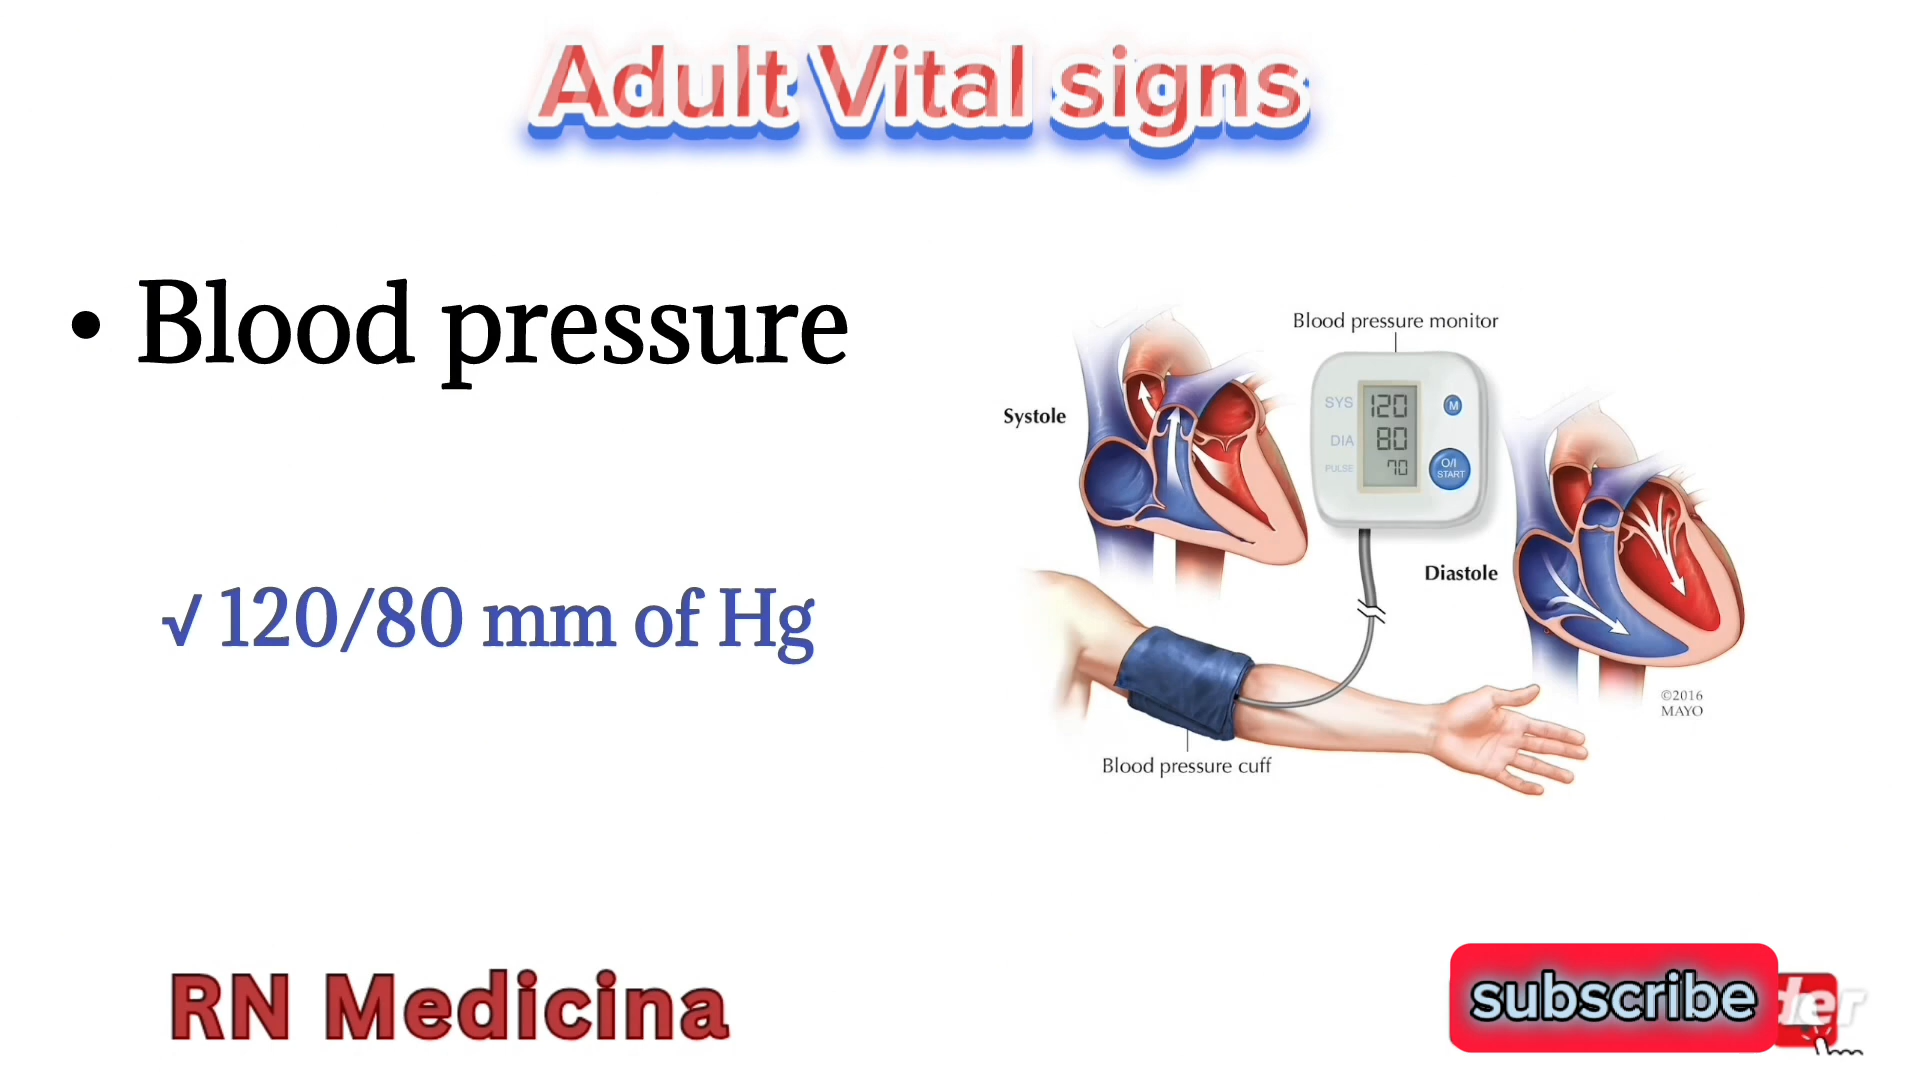 Adult Vital signs
• Blood pressure
√ 120/80 mm of Hg
Blood pressure monitor
Systole
SYS 120
M
DIA 80
PULSE 70
O/I
START
Diastole
©2016
MAYO
Blood pressure cuff
RN Medicina
subscribe